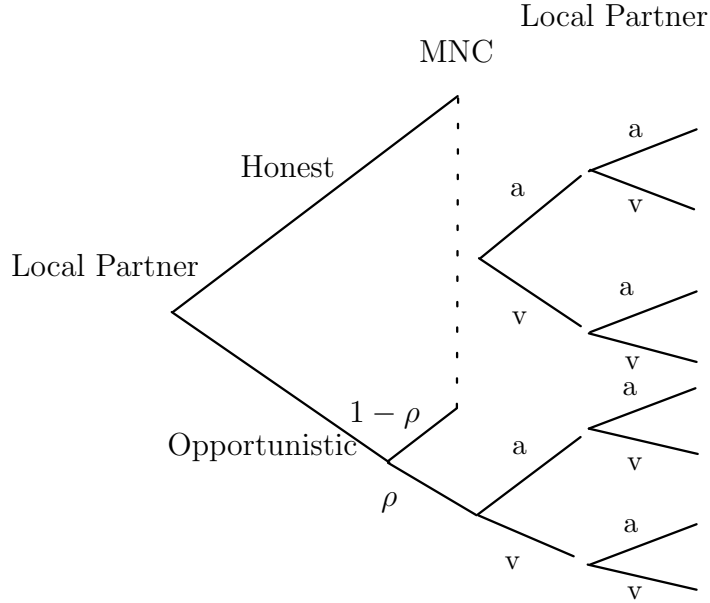 Local Partner
MNC
a
Honest
a
v
Local Partner
a
v
v
a
1 − ρ
Opportunistic
a
v
ρ
a
v
v